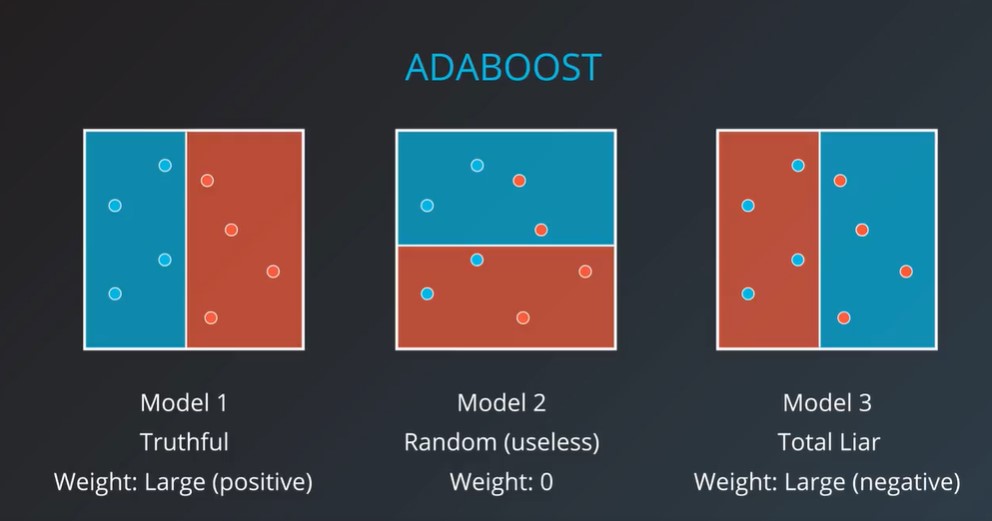 ADABOOST
Model 1
Truthful
Weight: Large (positive)
Model 2
Random (useless)
Weight: 0
Model 3
Total Liar
Weight: Large (negative)